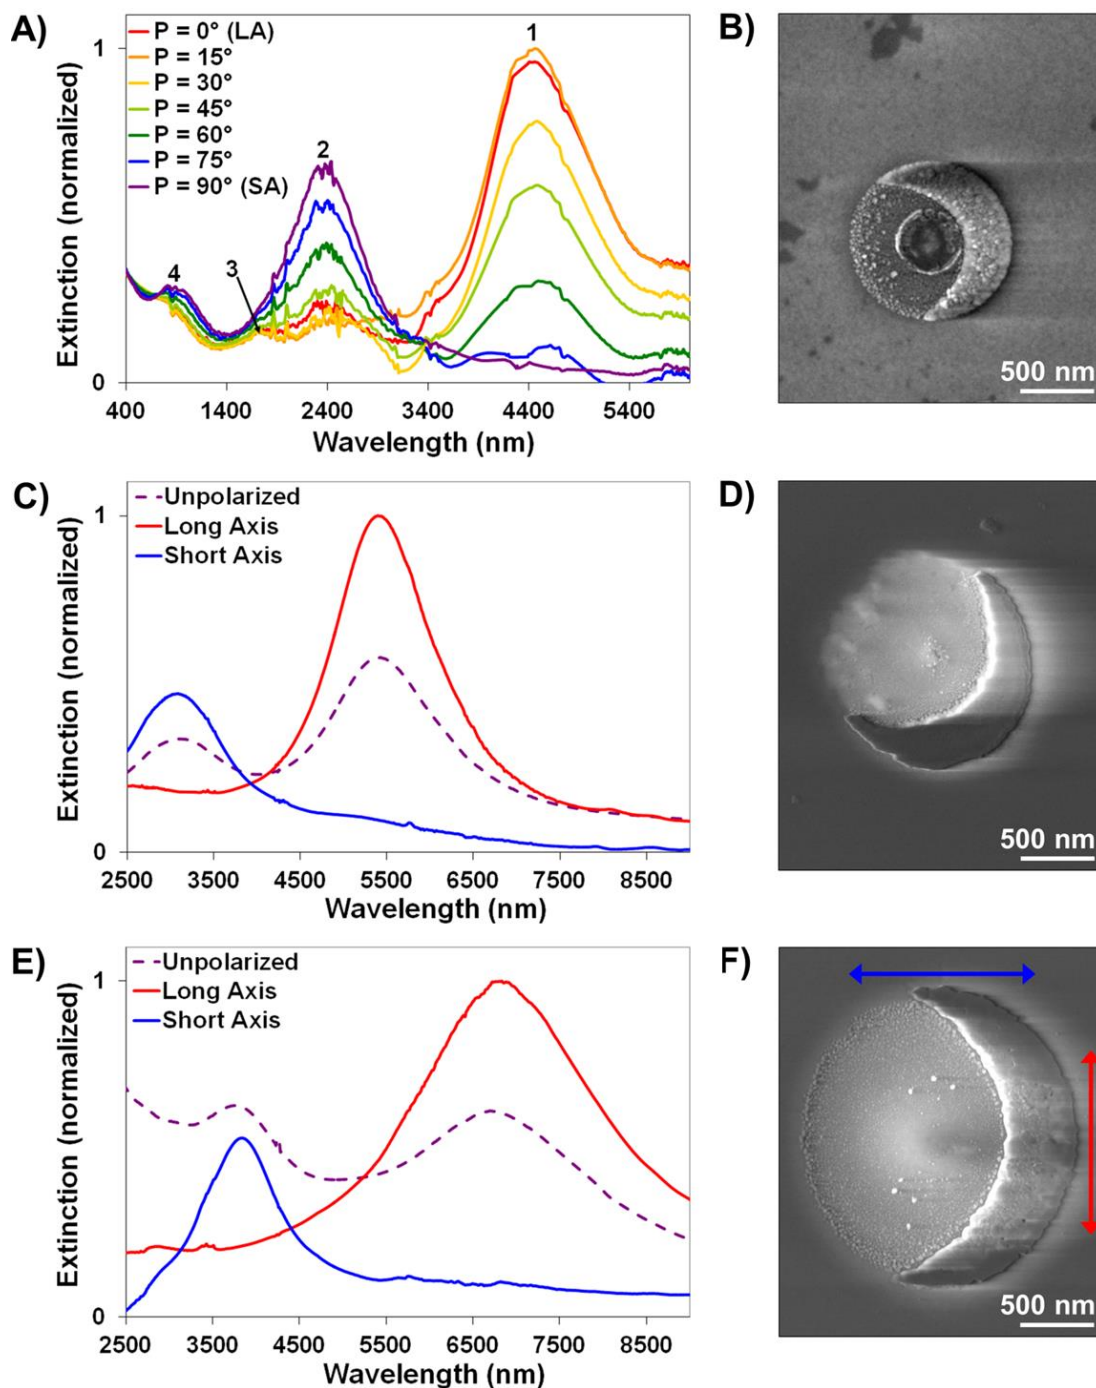 A)
P = 0° (LA)
P = 15°
P = 30°
P = 45°
P = 60°
P = 75°
P = 90° (SA)
1
2
3
4
1
0
Extinction (normalized)
400 1400 2400 3400 4400 5400
Wavelength (nm)
B)
500 nm
C)
Unpolarized
Long Axis
Short Axis
1
0
Extinction (normalized)
2500 3500 4500 5500 6500 7500 8500
Wavelength (nm)
D)
500 nm
E)
Unpolarized
Long Axis
Short Axis
1
0
Extinction (normalized)
2500 3500 4500 5500 6500 7500 8500
Wavelength (nm)
F)
500 nm